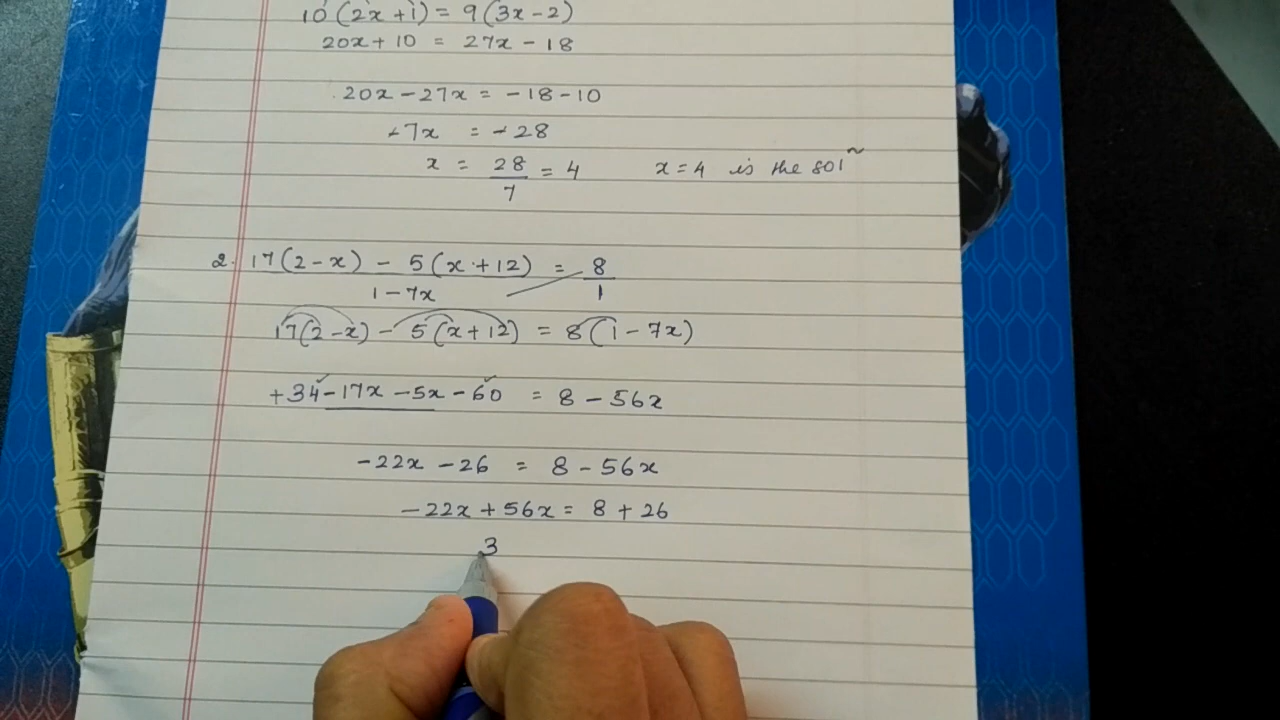 10(2x+1) = 9(3x-2)
20x + 10 = 27x - 18
20x - 27x = -18 - 10
-7x = -28
x = 28/7 = 4 x = 4 is the sol~
2. 17(2-x) - 5(x+12) / 1-7x = 8/1
17(2-x) - 5(x+12) = 8(1-7x)
+34 - 17x - 5x - 60 = 8 - 56x
-22x - 26 = 8 - 56x
-22x + 56x = 8 + 26
3